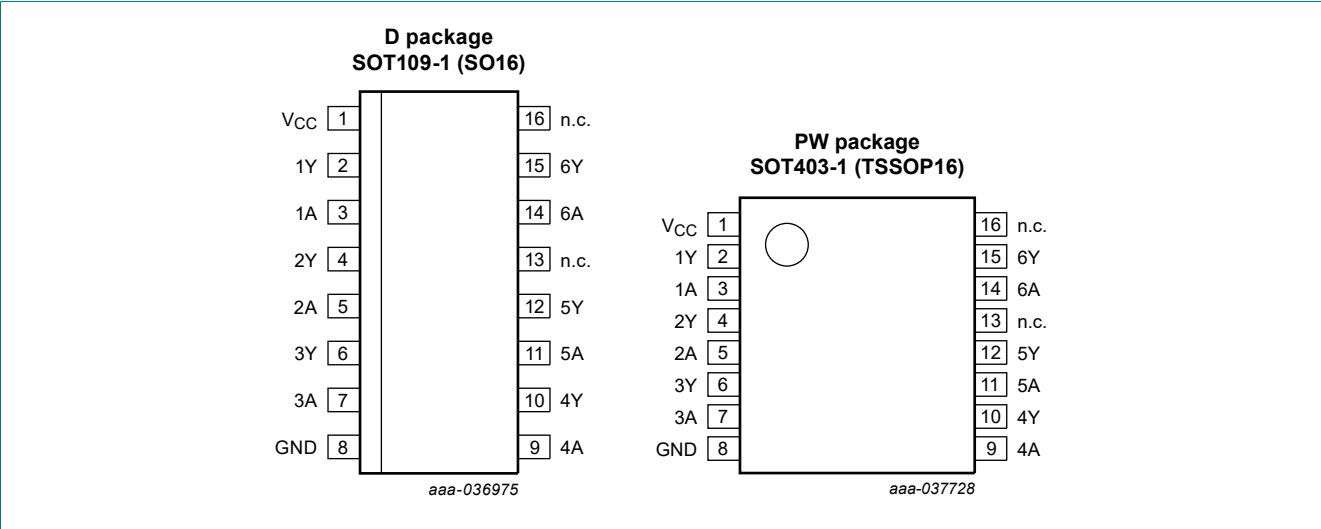 D package
SOT109-1 (SO16)
VCC 1 16 n.c.
1Y 2 15 6Y
1A 3 14 6A
2Y 4 13 n.c.
2A 5 12 5Y
3Y 6 11 5A
3A 7 10 4Y
GND 8 9 4A
aaa-036975
PW package
SOT403-1 (TSSOP16)
VCC 1 16 n.c.
1Y 2 15 6Y
1A 3 14 6A
2Y 4 13 n.c.
2A 5 12 5Y
3Y 6 11 5A
3A 7 10 4Y
GND 8 9 4A
aaa-037728